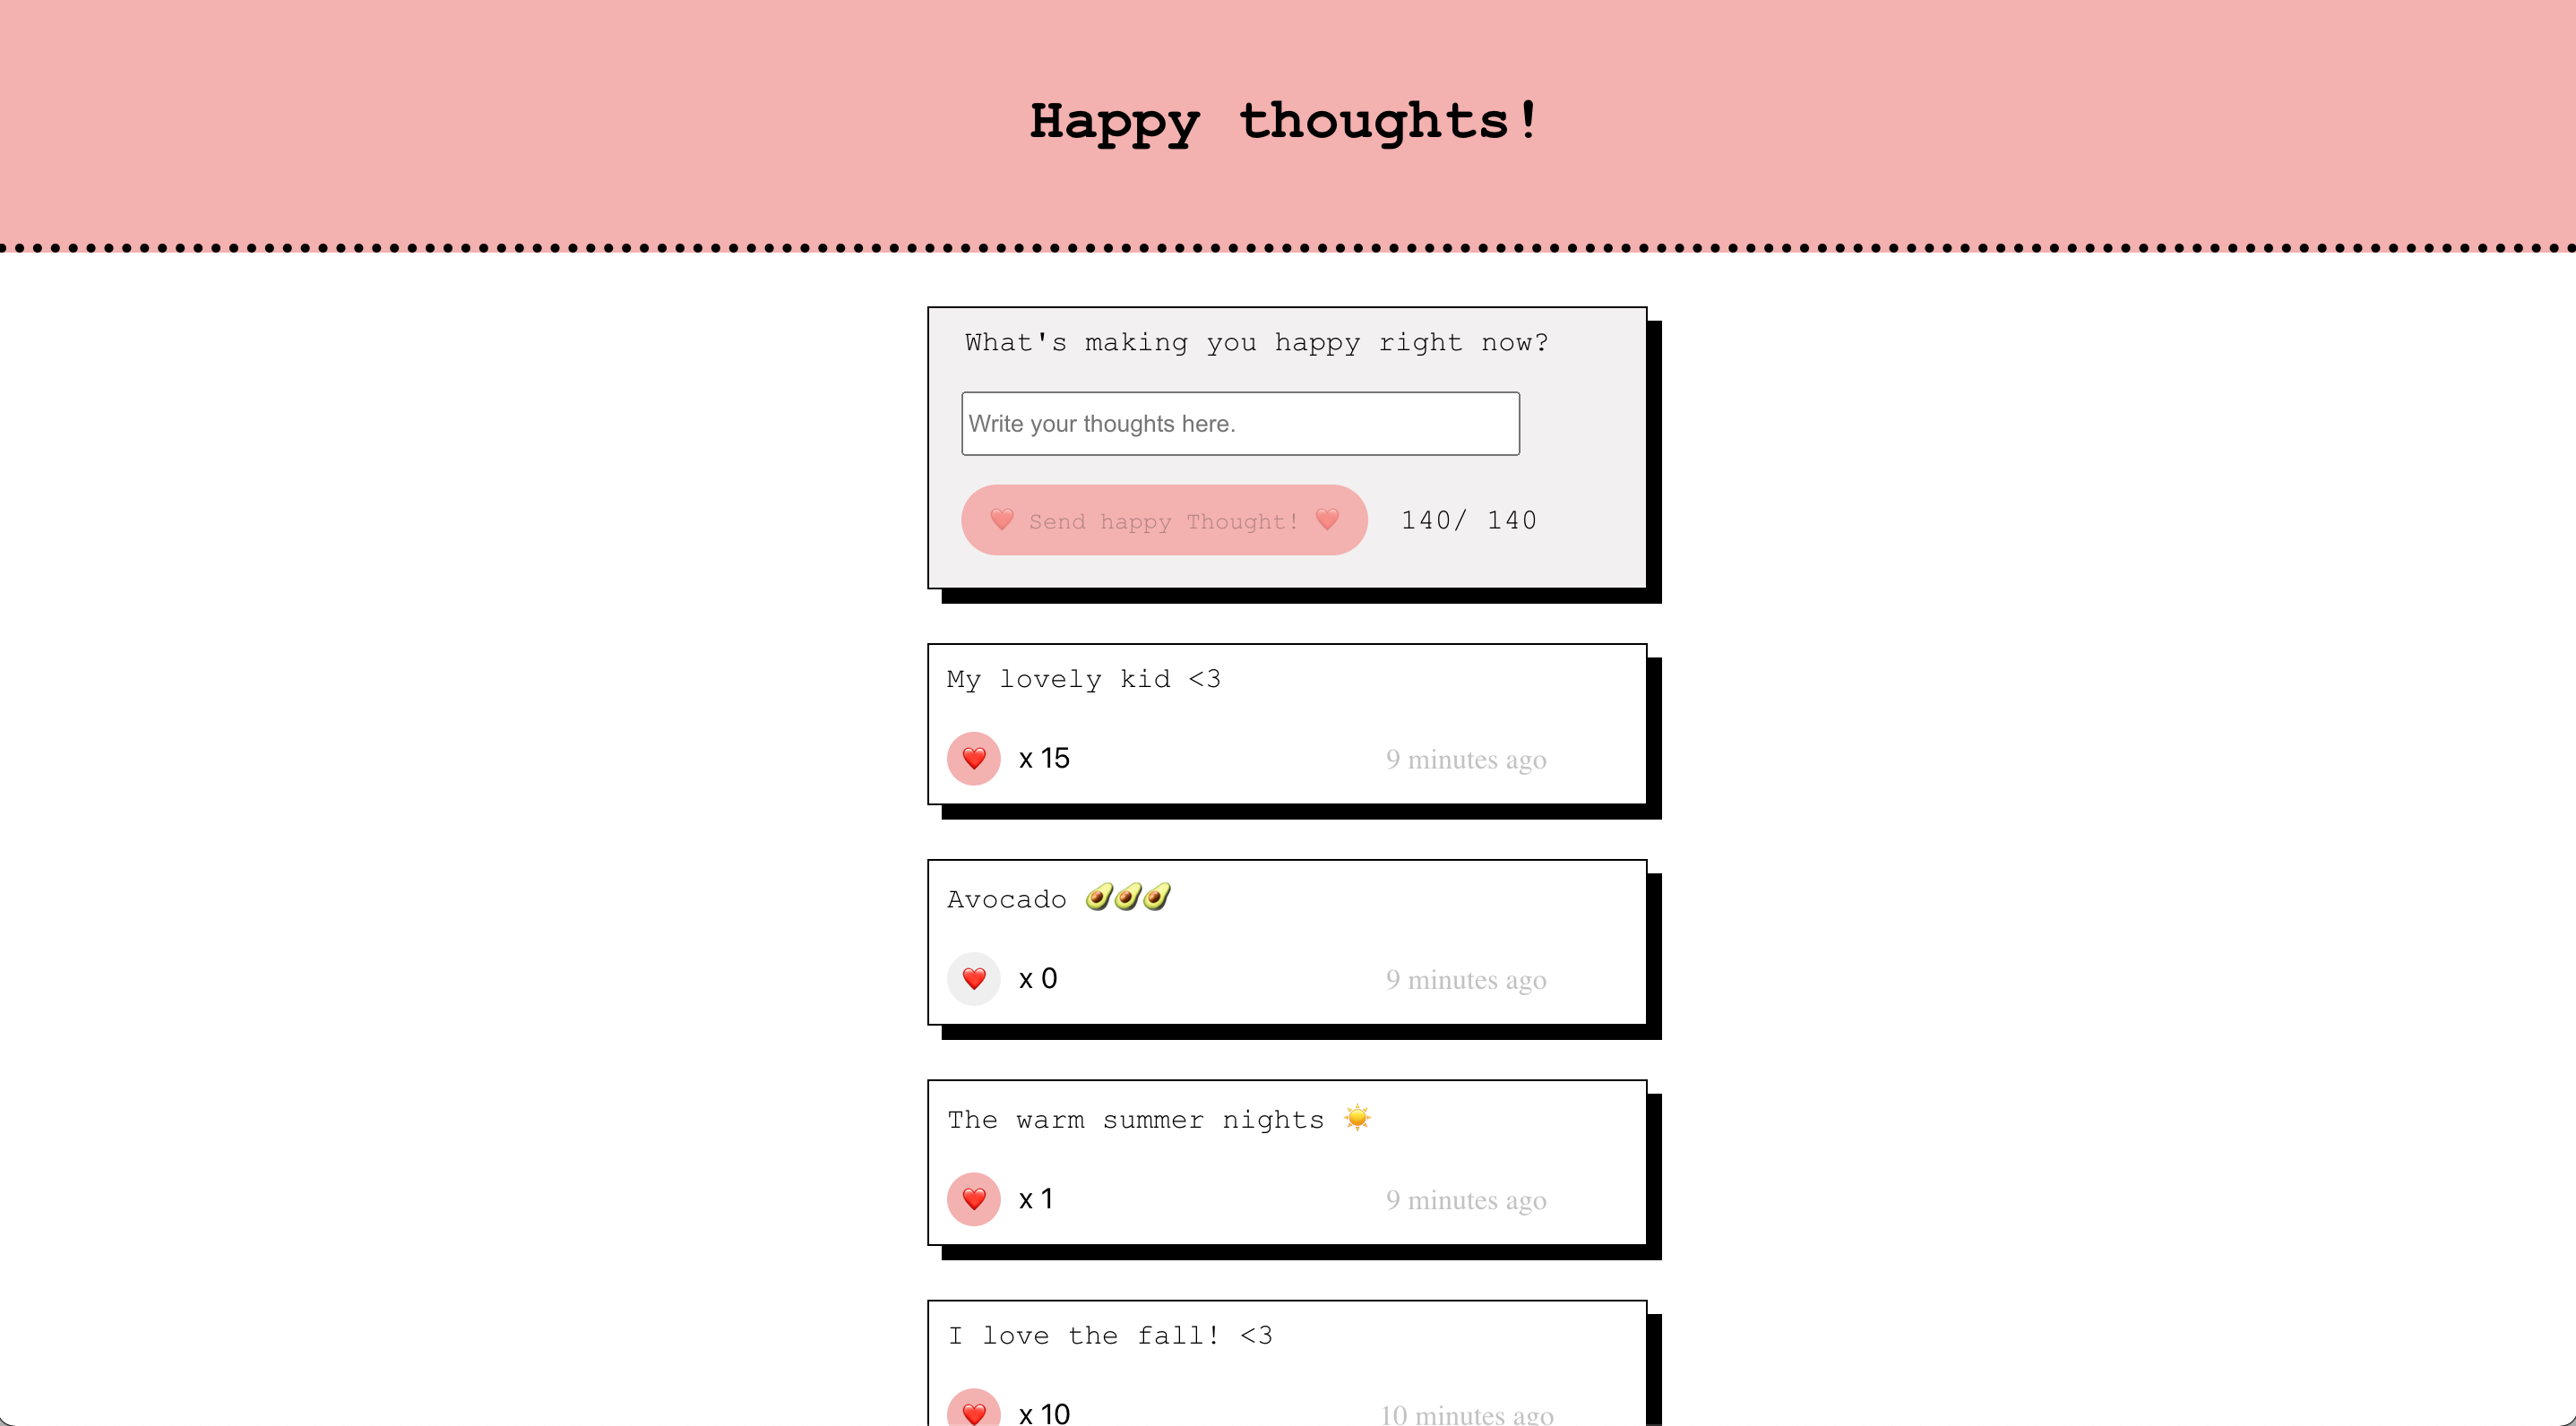 Happy thoughts!
What's making you happy right now?
Write your thoughts here.
❤️ Send happy Thought! ❤️ 140/ 140
My lovely kid <3
❤️ x 15 9 minutes ago
Avocado 🥑🥑🥑
❤️ x 0 9 minutes ago
The warm summer nights ☀️
❤️ x 1 9 minutes ago
I love the fall! <3
❤️ x 10 10 minutes ago